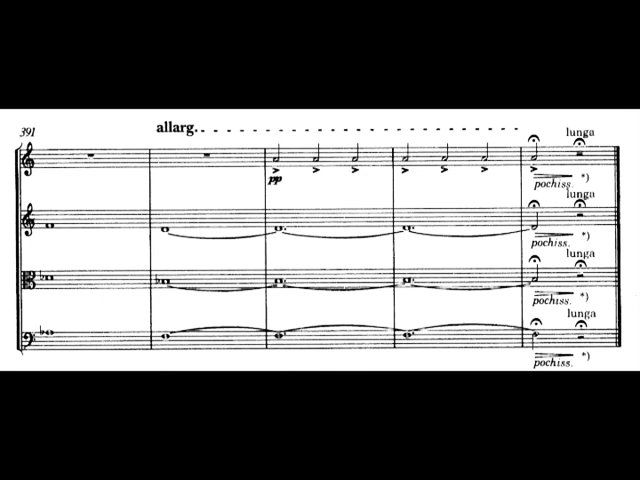 391
allarg.
lunga
pp
pochiss. *)
lunga
pochiss. *)
lunga
pochiss. *)
lunga
pochiss. *)